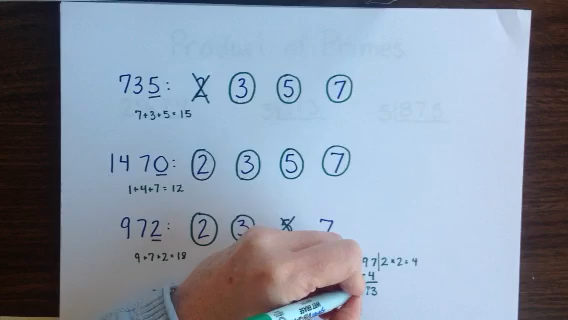 735: 2 3 5 7
7+3+5=15
1470: 2 3 5 7
1+4+7=12
972: 2 3 5 7
9+7+2=18
97|2×2=4
-4
93